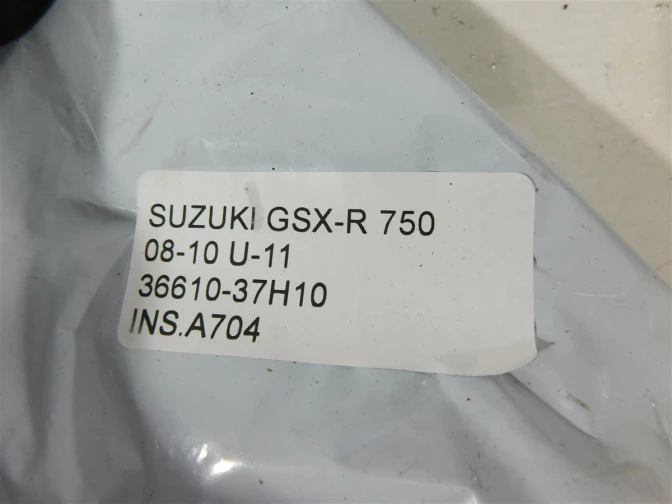 SUZUKI GSX-R 750
08-10 U-11
36610-37H10
INS.A704